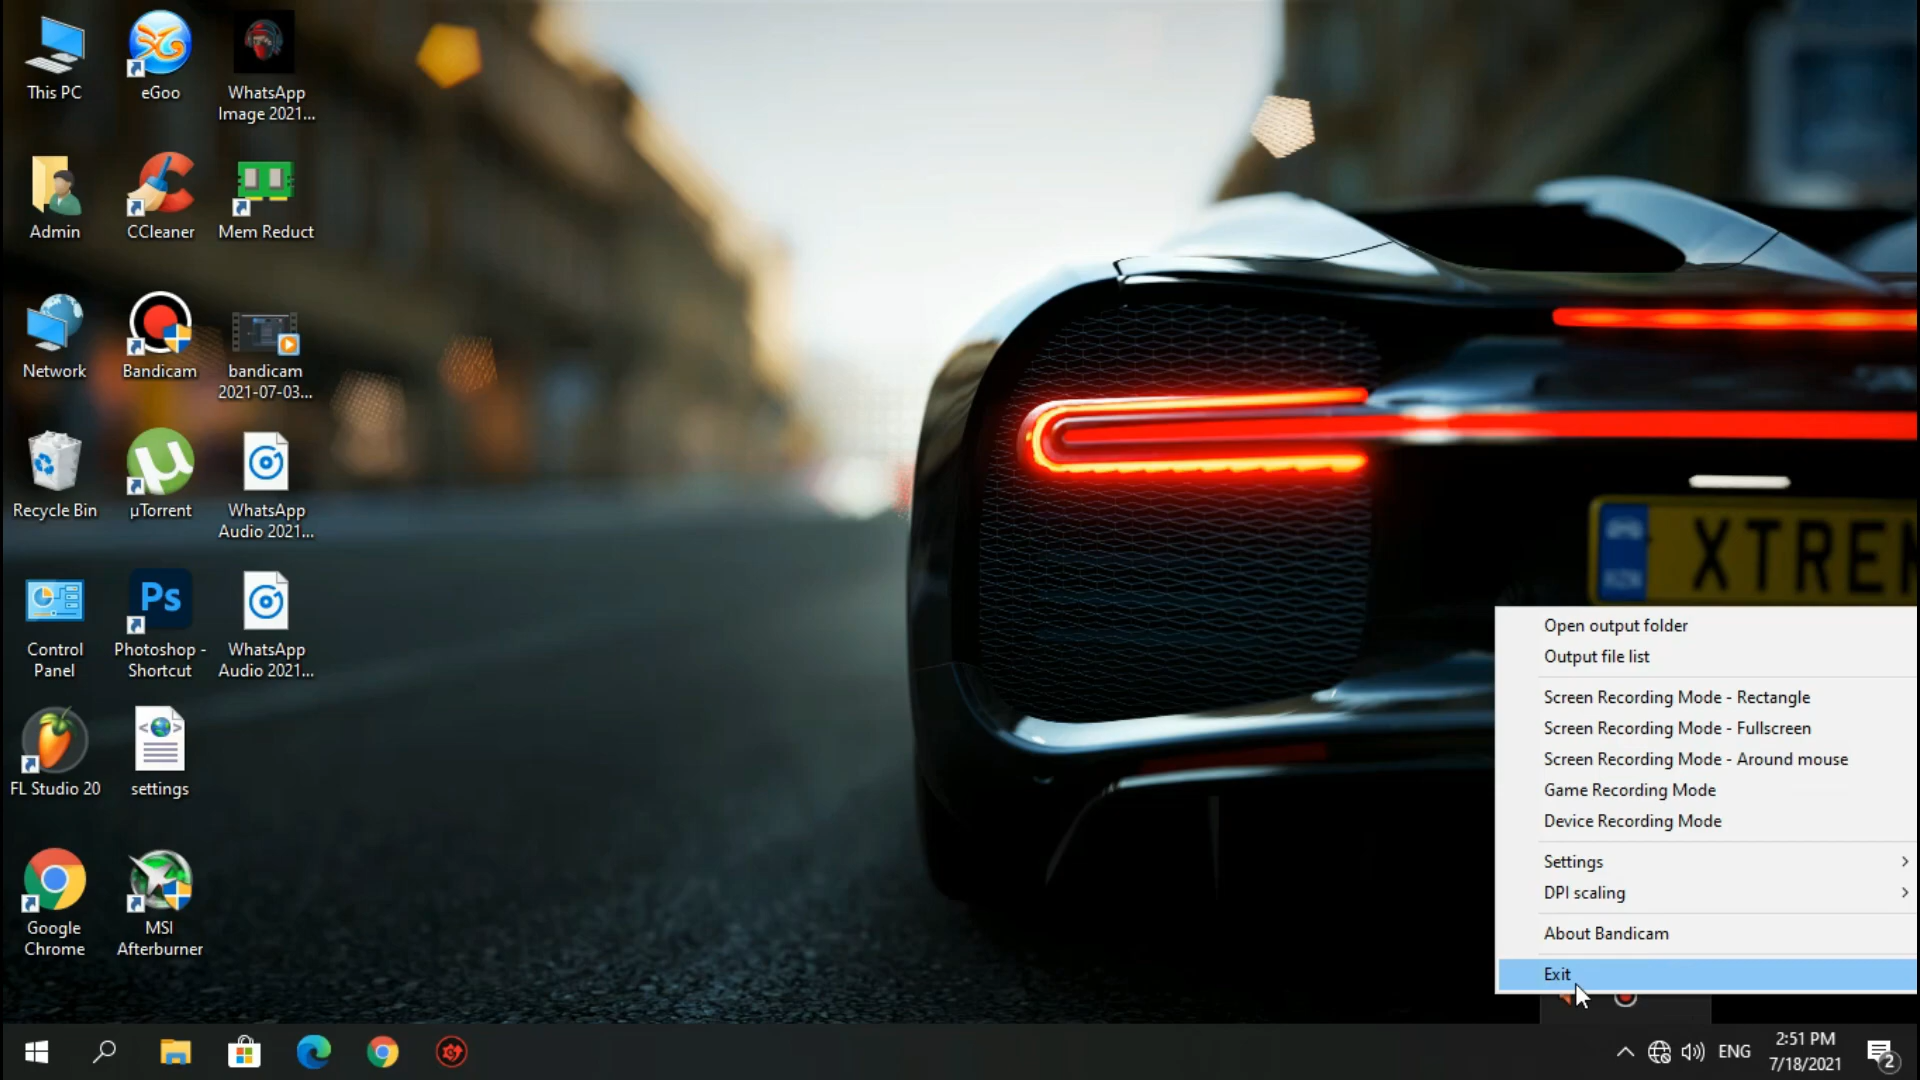 This PC
eGoo
WhatsApp
Image 2021...
Admin
CCleaner
Mem Reduct
Network
Bandicam
bandicam
2021-07-03...
Recycle Bin
µTorrent
WhatsApp
Audio 2021...
Control
Panel
Ps
Photoshop -
Shortcut
WhatsApp
Audio 2021...
FL Studio 20
settings
Google
Chrome
MSI
Afterburner
XTREM
Open output folder
Output file list
Screen Recording Mode - Rectangle
Screen Recording Mode - Fullscreen
Screen Recording Mode - Around mouse
Game Recording Mode
Device Recording Mode
Settings
DPI scaling
About Bandicam
Exit
ENG
2:51 PM
7/18/2021
2